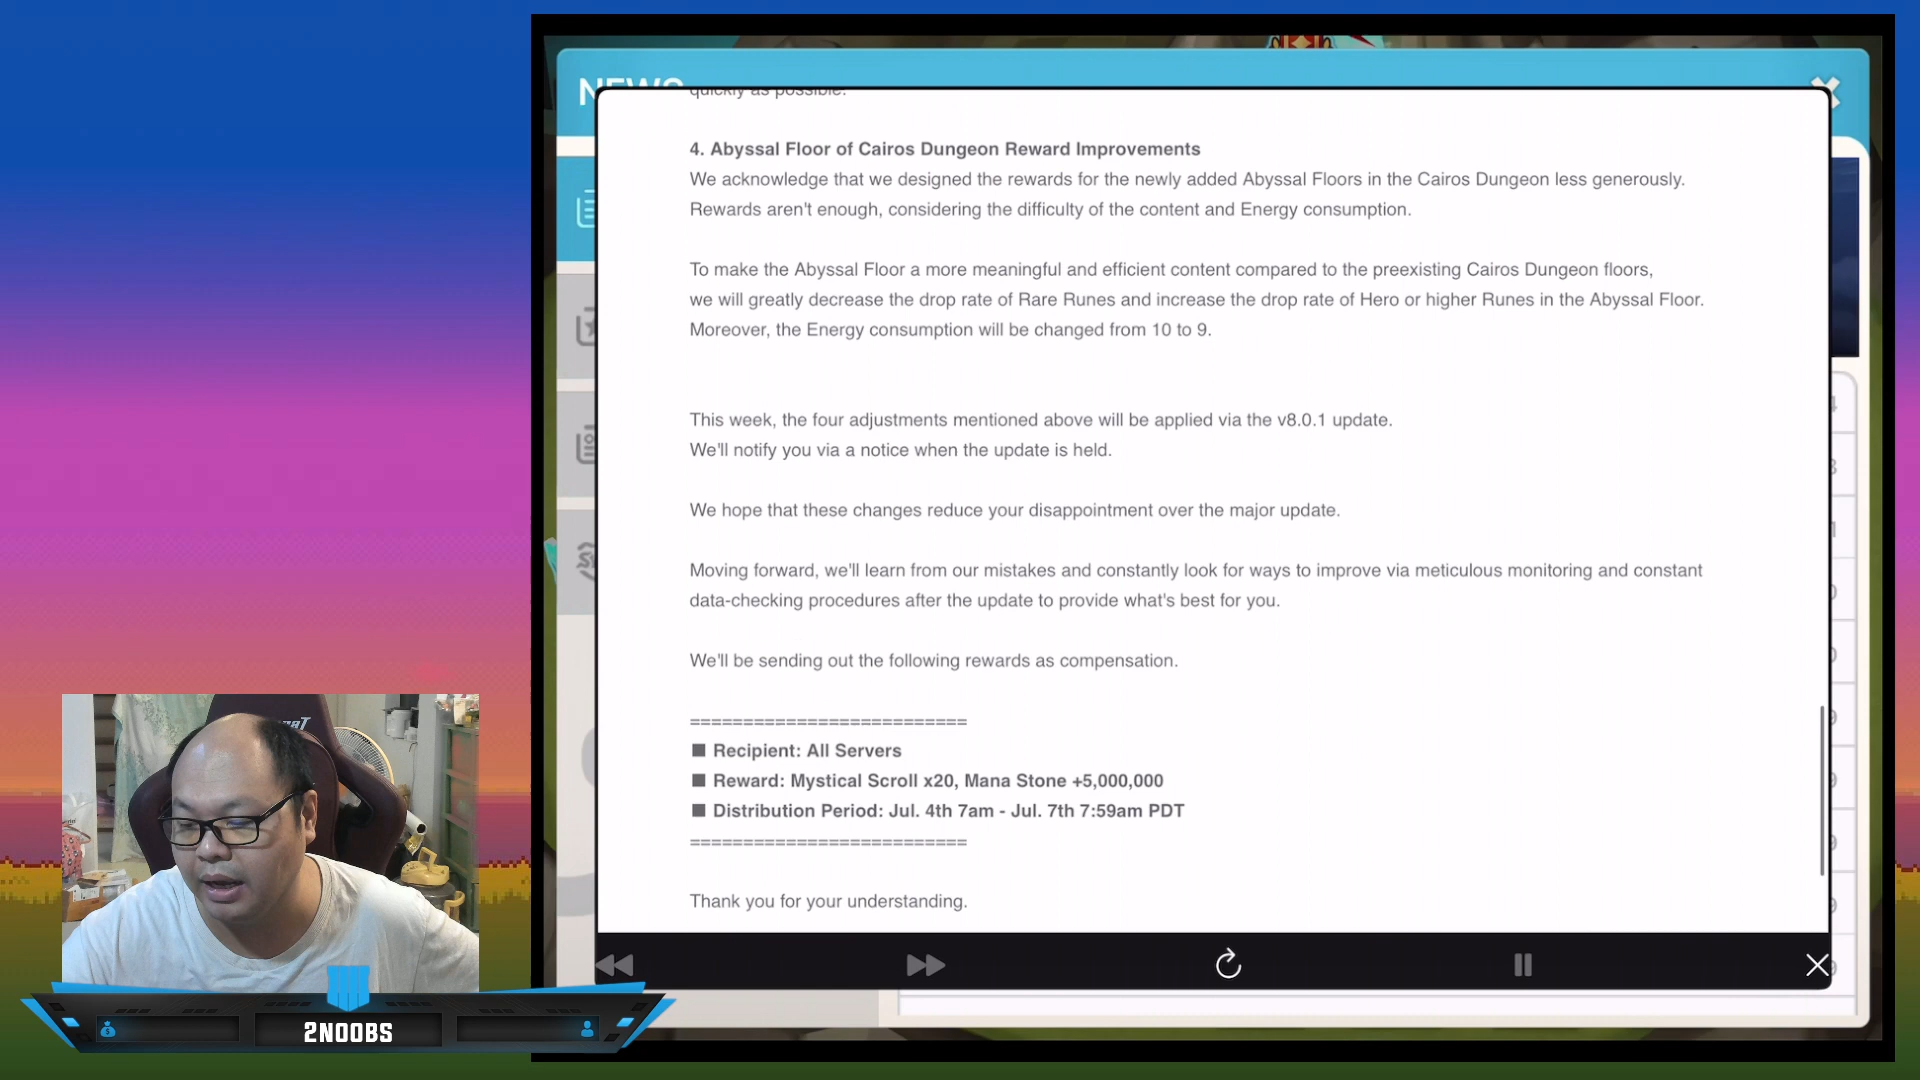 NEWS
quickly as possible.
4. Abyssal Floor of Cairos Dungeon Reward Improvements
We acknowledge that we designed the rewards for the newly added Abyssal Floors in the Cairos Dungeon less generously.
Rewards aren't enough, considering the difficulty of the content and Energy consumption.
To make the Abyssal Floor a more meaningful and efficient content compared to the preexisting Cairos Dungeon floors,
we will greatly decrease the drop rate of Rare Runes and increase the drop rate of Hero or higher Runes in the Abyssal Floor.
Moreover, the Energy consumption will be changed from 10 to 9.
This week, the four adjustments mentioned above will be applied via the v8.0.1 update.
We'll notify you via a notice when the update is held.
We hope that these changes reduce your disappointment over the major update.
Moving forward, we'll learn from our mistakes and constantly look for ways to improve via meticulous monitoring and constant
data-checking procedures after the update to provide what's best for you.
We'll be sending out the following rewards as compensation.
==========================
■ Recipient: All Servers
■ Reward: Mystical Scroll x20, Mana Stone +5,000,000
■ Distribution Period: Jul. 4th 7am - Jul. 7th 7:59am PDT
==========================
Thank you for your understanding.
2NOOBS